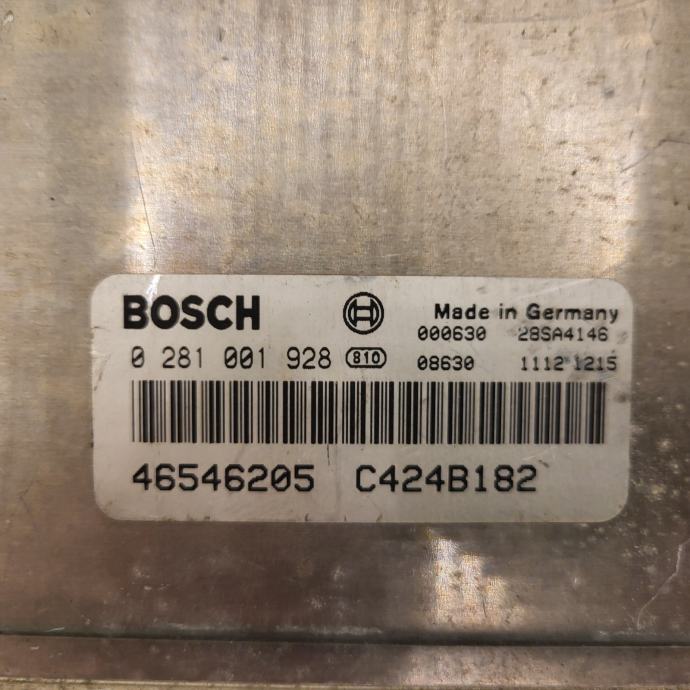 BOSCH Made in Germany
000630 28SA4146
0 281 001 928 810 08630 1112 1215
46546205 C424B182